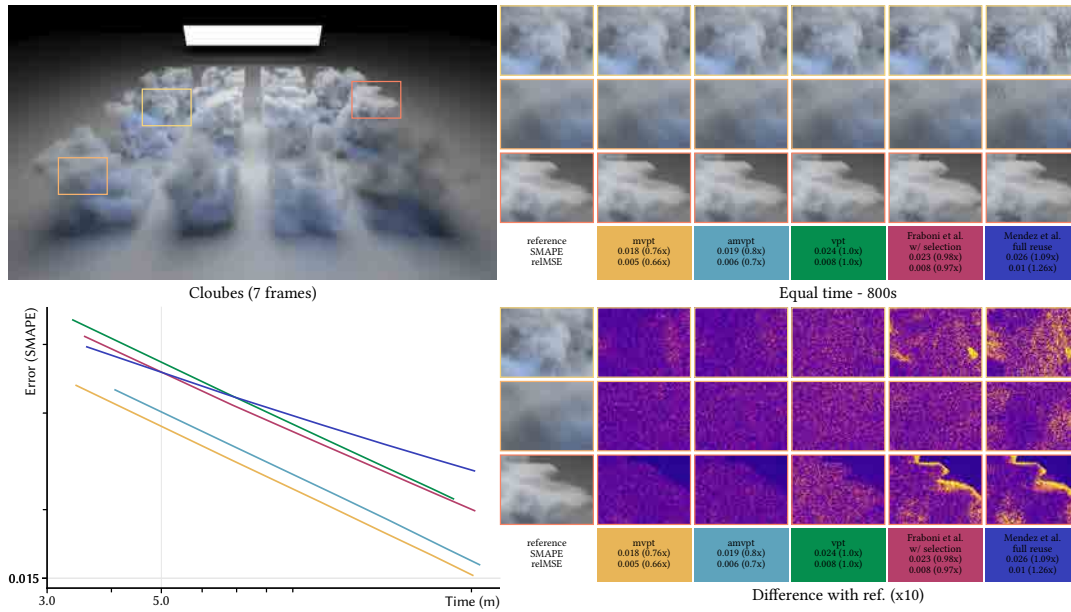 reference
SMAPE
relMSE
mvpt
0.018 (0.76x)
0.005 (0.66x)
amvpt
0.019 (0.8x)
0.006 (0.7x)
vpt
0.024 (1.0x)
0.008 (1.0x)
Fraboni et al.
w/ selection
0.023 (0.98x)
0.008 (0.97x)
Mendez et al.
full reuse
0.026 (1.09x)
0.01 (1.26x)
Cloubes (7 frames)
Equal time - 800s
Error (SMAPE)
0.015
3.0
5.0
Time (m)
reference
SMAPE
relMSE
mvpt
0.018 (0.76x)
0.005 (0.66x)
amvpt
0.019 (0.8x)
0.006 (0.7x)
vpt
0.024 (1.0x)
0.008 (1.0x)
Fraboni et al.
w/ selection
0.023 (0.98x)
0.008 (0.97x)
Mendez et al.
full reuse
0.026 (1.09x)
0.01 (1.26x)
Difference with ref. (x10)